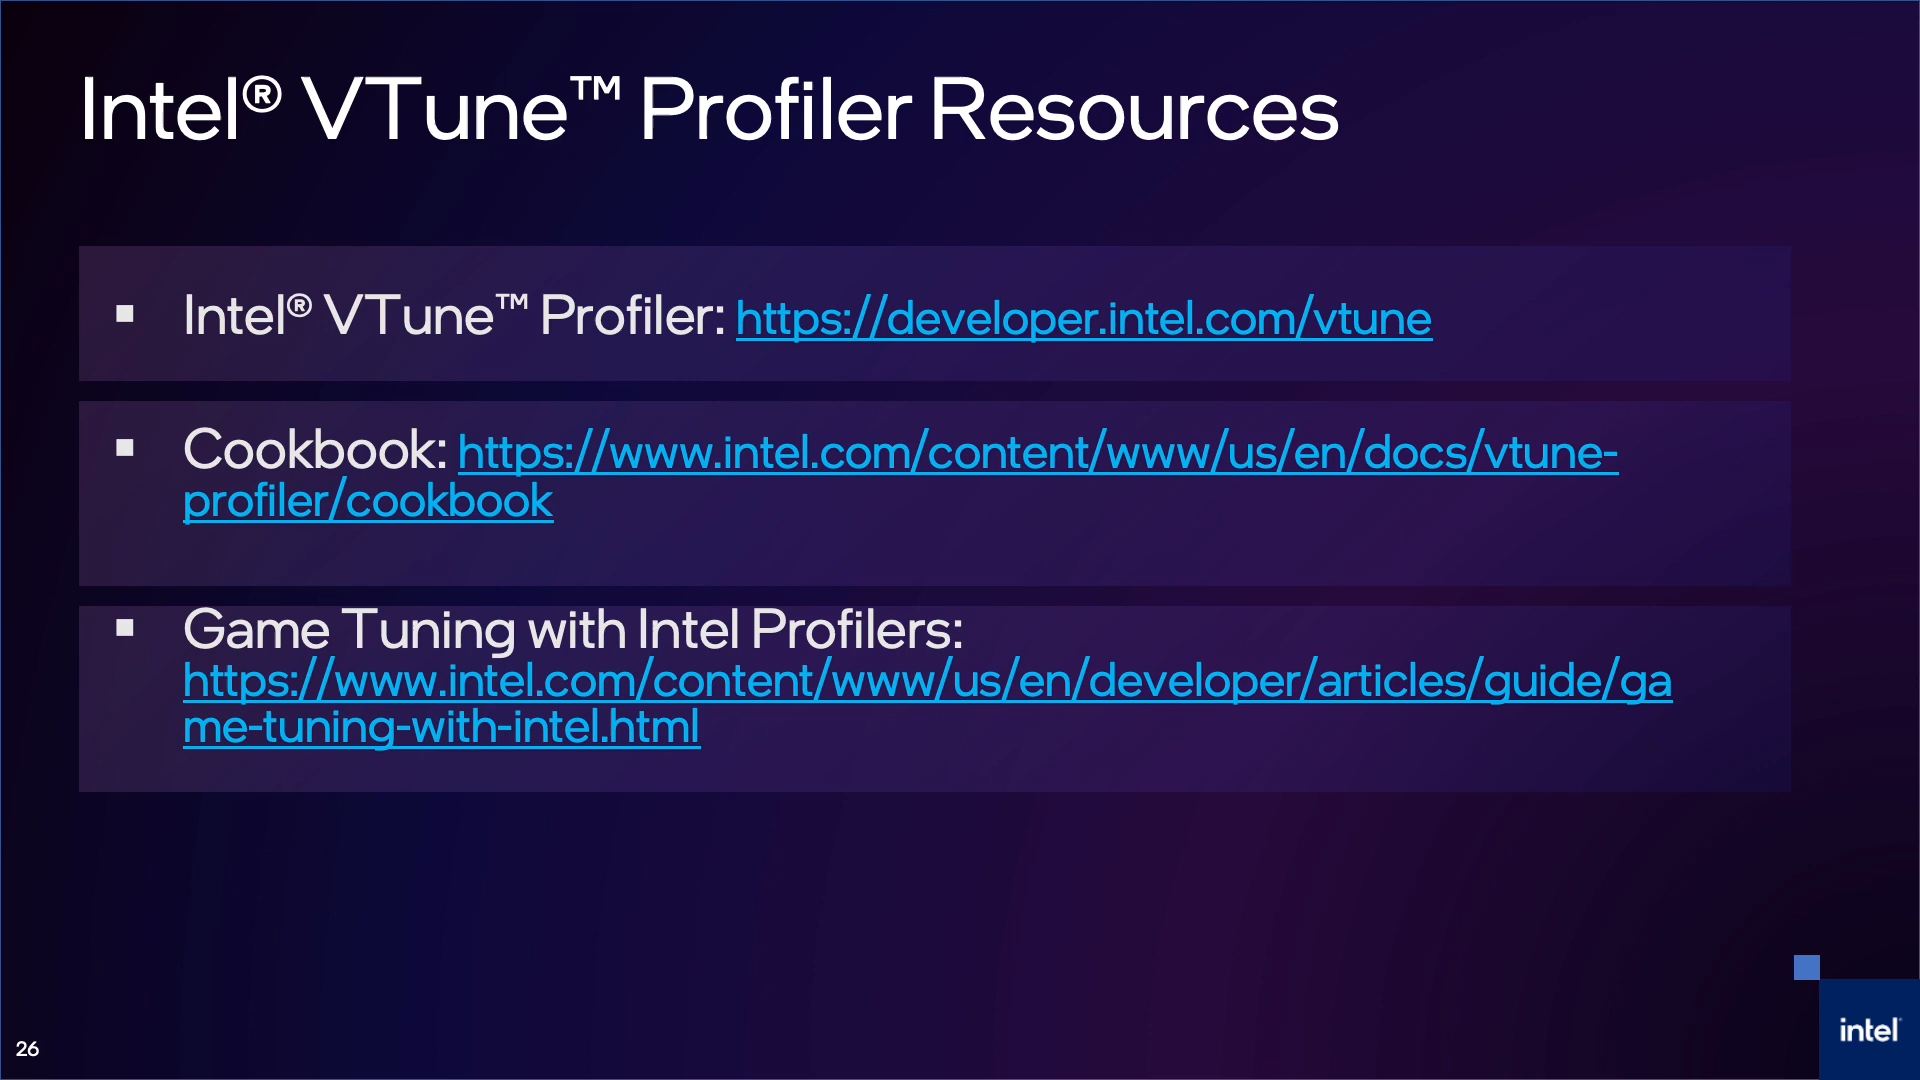 Intel® VTune™ Profiler Resources
▪ Intel® VTune™ Profiler: https://developer.intel.com/vtune
▪ Cookbook: https://www.intel.com/content/www/us/en/docs/vtune-
profiler/cookbook
▪ Game Tuning with Intel Profilers:
https://www.intel.com/content/www/us/en/developer/articles/guide/ga
me-tuning-with-intel.html
26
intel